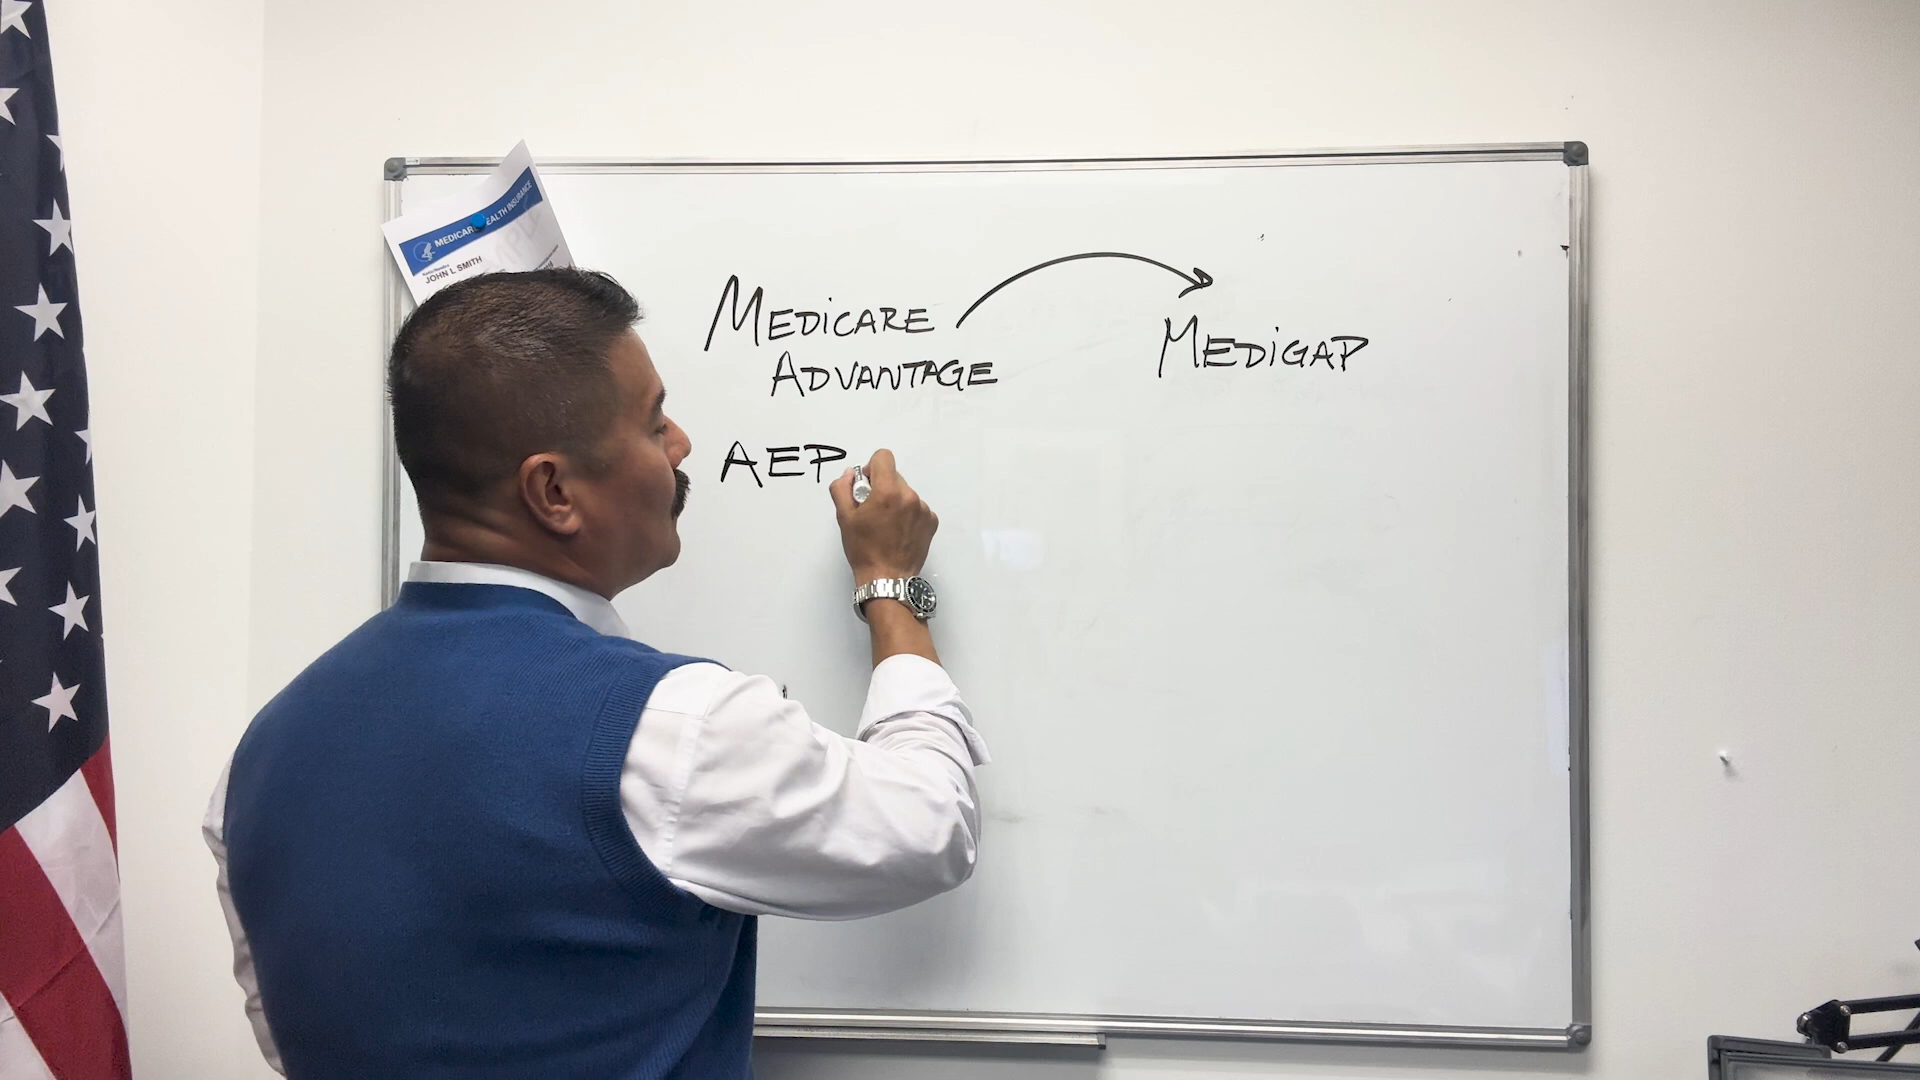 MEDICARE HEALTH INSURANCE
JOHN L SMITH
MEDICARE
ADVANTAGE
MEDIGAP
AEP